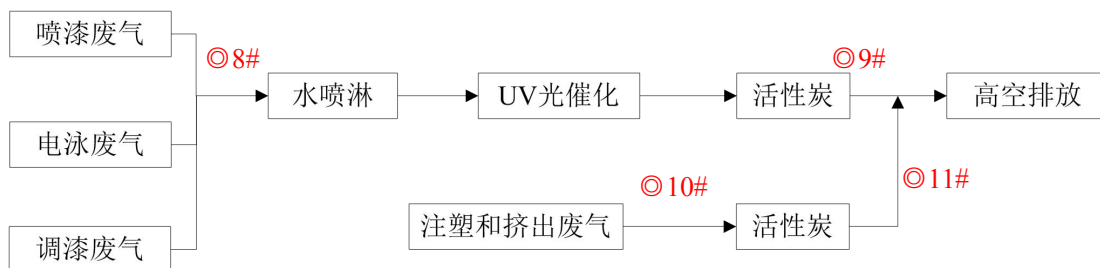 喷漆废气
◎8#
◎9#
水喷淋
UV光催化
活性炭
高空排放
电泳废气
◎10#
◎11#
调漆废气
注塑和挤出废气
活性炭